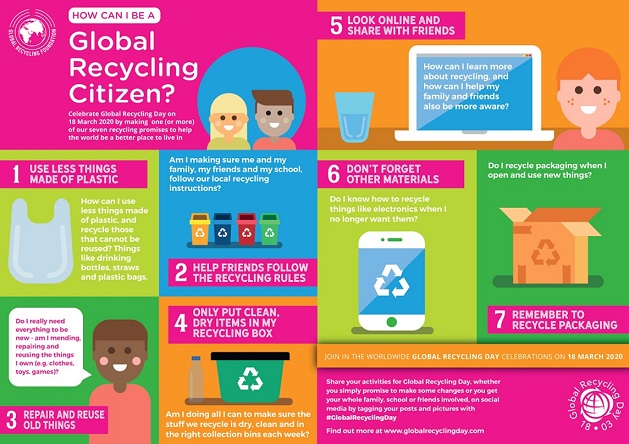 GLOBAL RECYCLING FOUNDATION
HOW CAN I BE A
Global
Recycling
Citizen?
Celebrate Global Recycling Day on
18 March 2020 by making one (or more)
of our seven recycling promises to help
the world be a better place to live in
1 USE LESS THINGS
MADE OF PLASTIC
How can I use
less things made
of plastic, and
recycle those
that cannot be
reused? Things
like drinking
bottles, straws
and plastic bags.
Am I making sure me and my
family, my friends and my school,
follow our local recycling
instructions?
2 HELP FRIENDS FOLLOW
THE RECYCLING RULES
Do I really need
everything to be
new - am I mending,
repairing and
reusing the things
I own (e.g. clothes,
toys, games)?
3 REPAIR AND REUSE
OLD THINGS
4 ONLY PUT CLEAN,
DRY ITEMS IN MY
RECYCLING BOX
Am I doing all I can to make sure the
stuff we recycle is dry, clean and in
the right collection bins each week?
5 LOOK ONLINE AND
SHARE WITH FRIENDS
How can I learn more
about recycling, and
how can I help my
family and friends
also be more aware?
6 DON'T FORGET
OTHER MATERIALS
Do I know how to recycle
things like electronics when I
no longer want them?
Do I recycle packaging when I
open and use new things?
7 REMEMBER TO
RECYCLE PACKAGING
JOIN IN THE WORLDWIDE GLOBAL RECYCLING DAY CELEBRATIONS ON 18 MARCH 2020
Share your activities for Global Recycling Day, whether
you simply promise to make some changes or you get
your whole family, school or friends involved, on social
media by tagging your posts and pictures with
#GlobalRecyclingDay
Find out more at www.globalrecyclingday.com
Global Recycling Day
18 • 03